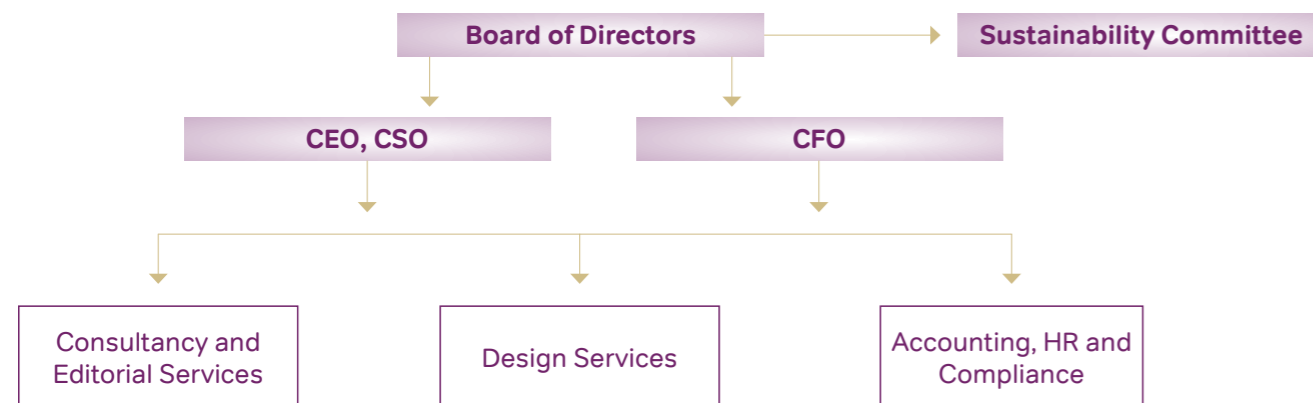 Board of Directors
Sustainability Committee
CEO, CSO
CFO
Consultancy and
Editorial Services
Design Services
Accounting, HR and
Compliance